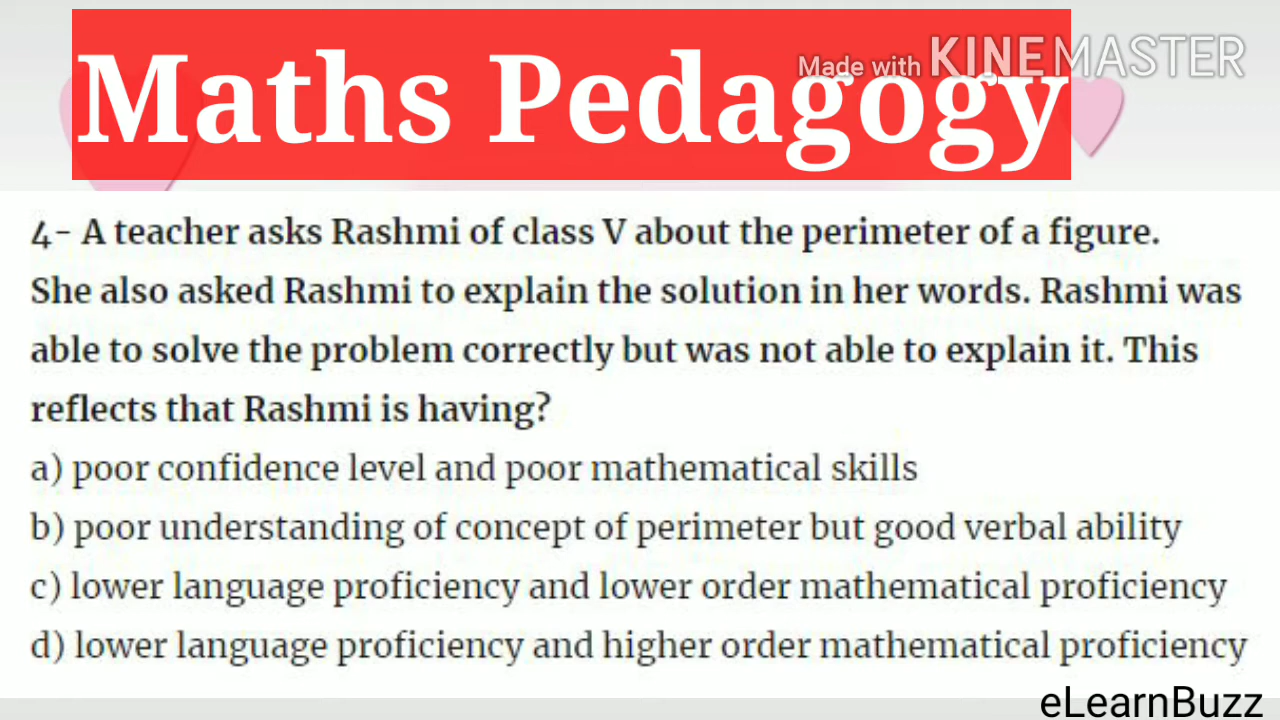 Maths Pedagogy
Made with KINEMASTER
4- A teacher asks Rashmi of class V about the perimeter of a figure.
She also asked Rashmi to explain the solution in her words. Rashmi was
able to solve the problem correctly but was not able to explain it. This
reflects that Rashmi is having?
a) poor confidence level and poor mathematical skills
b) poor understanding of concept of perimeter but good verbal ability
c) lower language proficiency and lower order mathematical proficiency
d) lower language proficiency and higher order mathematical proficiency
eLearnBuzz